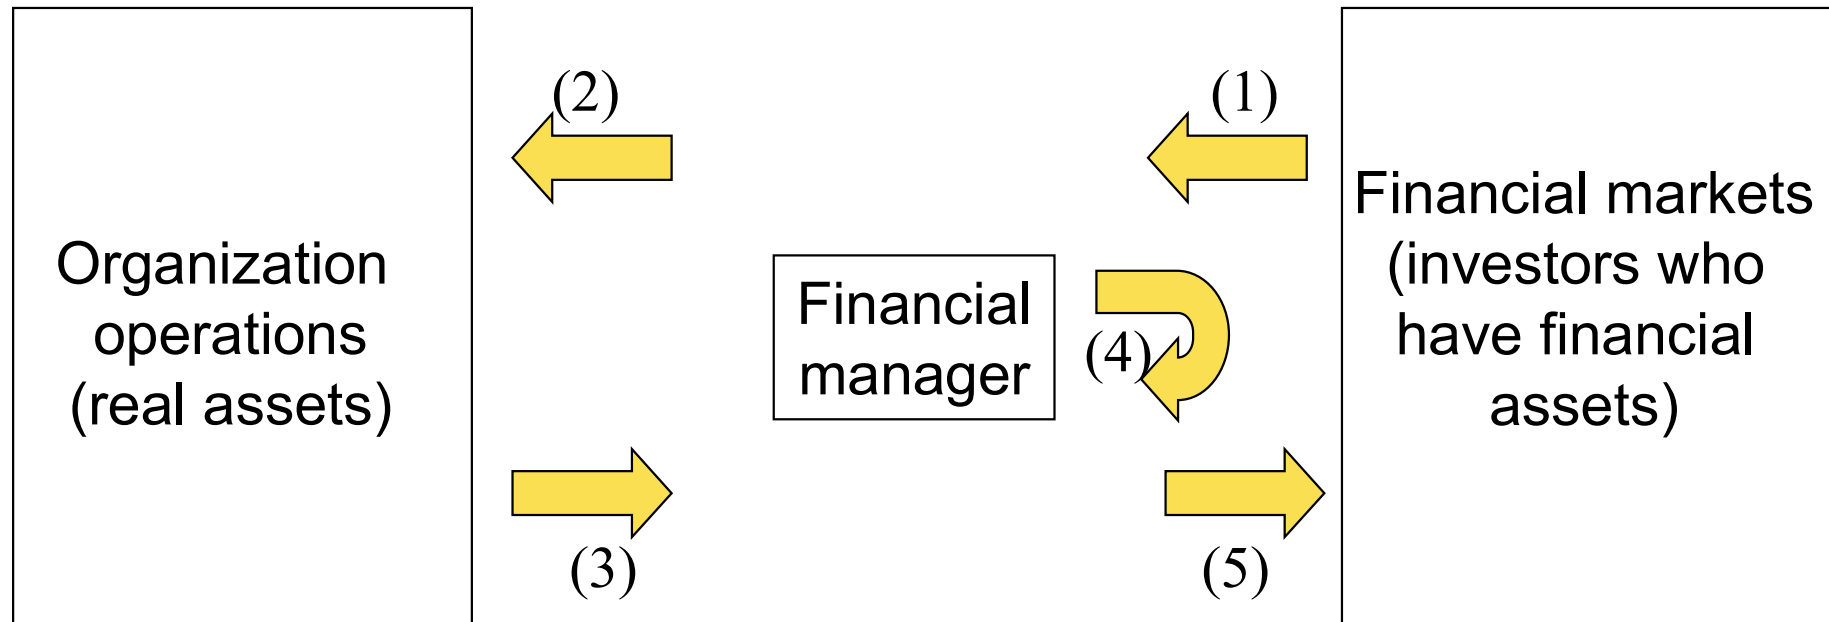 (2)
(1)
Organization
operations
(real assets)
Financial
manager
(4)
Financial markets
(investors who
have financial
assets)
(3)
(5)